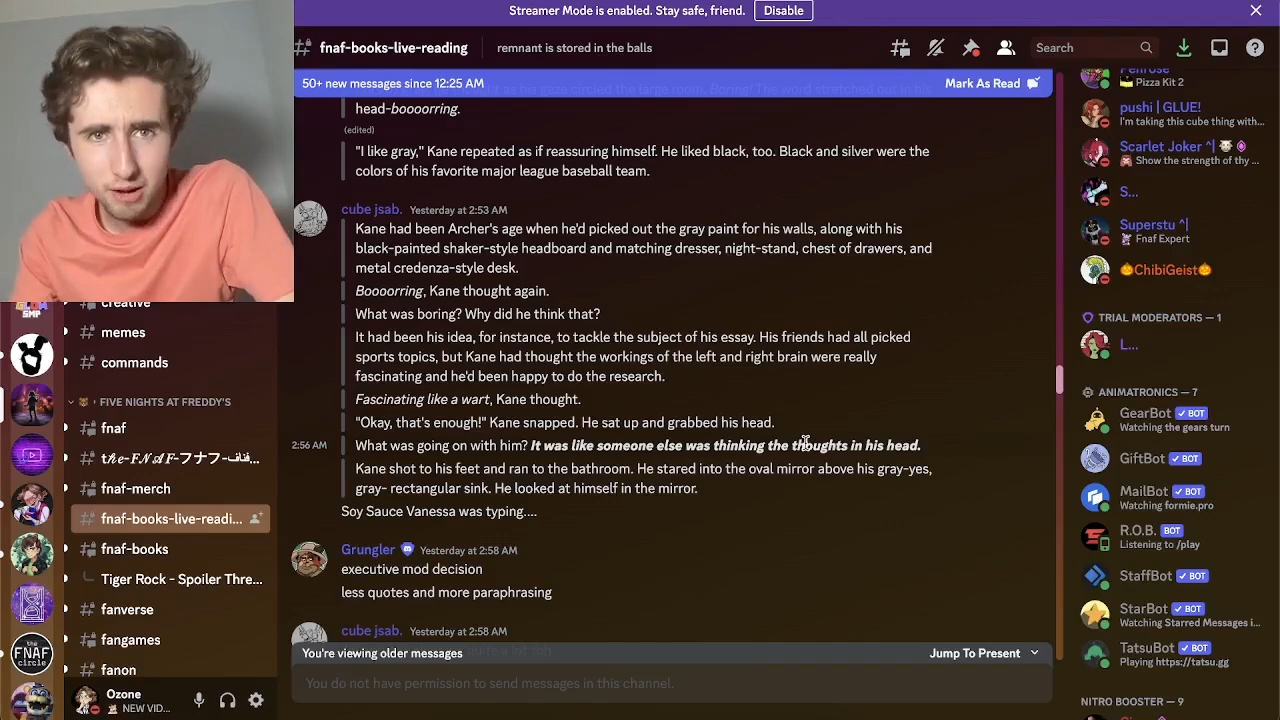 Streamer Mode is enabled. Stay safe, friend. Disable
fnaf-books-live-reading remnant is stored in the balls Search
50+ new messages since 12:25 AM Mark As Read
head-boooorring.
(edited)
"I like gray," Kane repeated as if reassuring himself. He liked black, too. Black and silver were the
colors of his favorite major league baseball team.
cube jsab. Yesterday at 2:53 AM
Kane had been Archer's age when he'd picked out the gray paint for his walls, along with his
black-painted shaker-style headboard and matching dresser, night-stand, chest of drawers, and
metal credenza-style desk.
Boooorring, Kane thought again.
What was boring? Why did he think that?
It had been his idea, for instance, to tackle the subject of his essay. His friends had all picked
sports topics, but Kane had thought the workings of the left and right brain were really
fascinating and he'd been happy to do the research.
Fascinating like a wart, Kane thought.
"Okay, that's enough!" Kane snapped. He sat up and grabbed his head.
2:56 AM What was going on with him? It was like someone else was thinking the thoughts in his head.
Kane shot to his feet and ran to the bathroom. He stared into the oval mirror above his gray-yes,
gray- rectangular sink. He looked at himself in the mirror.
Soy Sauce Vanessa was typing....
Grungler Yesterday at 2:58 AM
executive mod decision
less quotes and more paraphrasing
cube jsab. Yesterday at 2:58 AM
You're viewing older messages Jump To Present
You do not have permission to send messages in this channel.
creative
memes
commands
FIVE NIGHTS AT FREDDY'S
fnaf
fnaf-merch
fnaf-books-live-readi...
fnaf-books
Tiger Rock - Spoiler Thre...
fanverse
fangames
fanon
Ozone
NEW VID...
THE
FNAF
CIRCLE
Penrose
Pizza Kit 2
pushi | GLUE!
I'm taking this cube thing with...
Scarlet Joker ^|
Show the strength of thy ...
S...
Superstu ^|
Fnaf Expert
ChibiGeist
TRIAL MODERATORS — 1
L...
ANIMATRONICS — 7
GearBot BOT
Watching the gears turn
GiftBot BOT
MailBot BOT
Watching formie.pro
R.O.B. BOT
Listening to /play
StaffBot BOT
StarBot BOT
Watching Starred Messages i...
TatsuBot BOT
Playing https://tatsu.gg
NITRO BOOSTER — 9